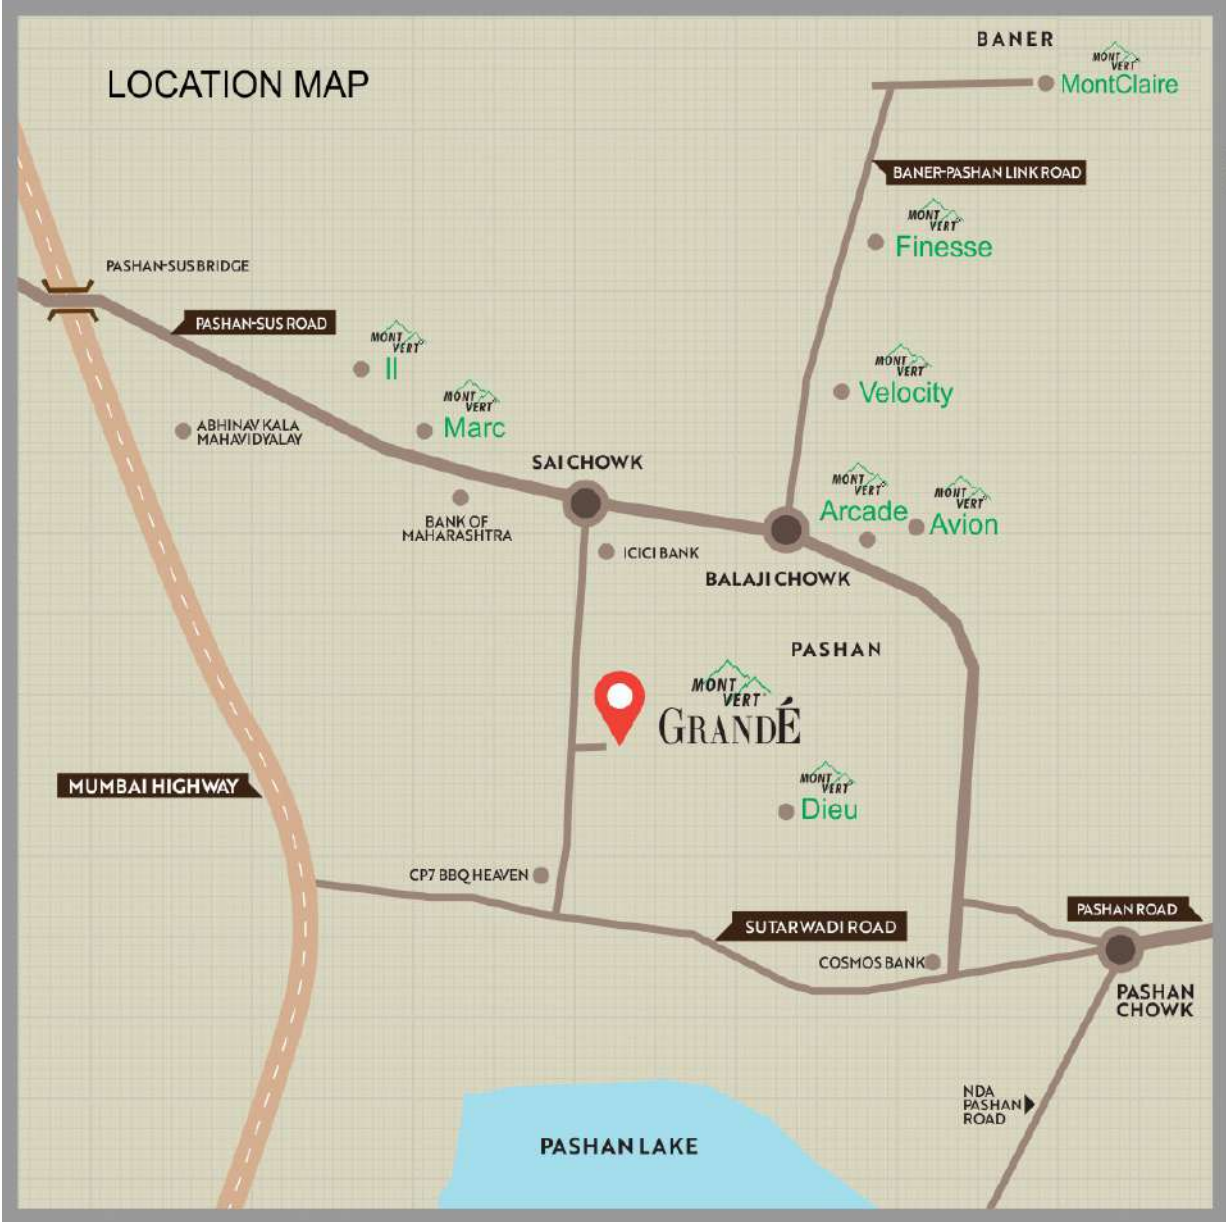 BANER
LOCATION MAP
MONT
VERT
MontClaire
BANER-PASHAN LINK ROAD
MONT
VERT
Finesse
PASHAN-SUS BRIDGE
PASHAN-SUS ROAD
MONT
VERT
II
MONT
VERT
Velocity
MONT
VERT
Marc
ABHINAV KALA
MAHAVIDYALAY
SAI CHOWK
MONT
VERT
Arcade
MONT
VERT
Avion
BANK OF
MAHARASHTRA
ICICI BANK
BALAJI CHOWK
PASHAN
MONT
VERT
GRANDÉ
MUMBAI HIGHWAY
MONT
VERT
Dieu
CP7 BBQ HEAVEN
SUTARWADI ROAD
PASHAN ROAD
COSMOS BANK
PASHAN
CHOWK
NDA
PASHAN
ROAD
PASHAN LAKE